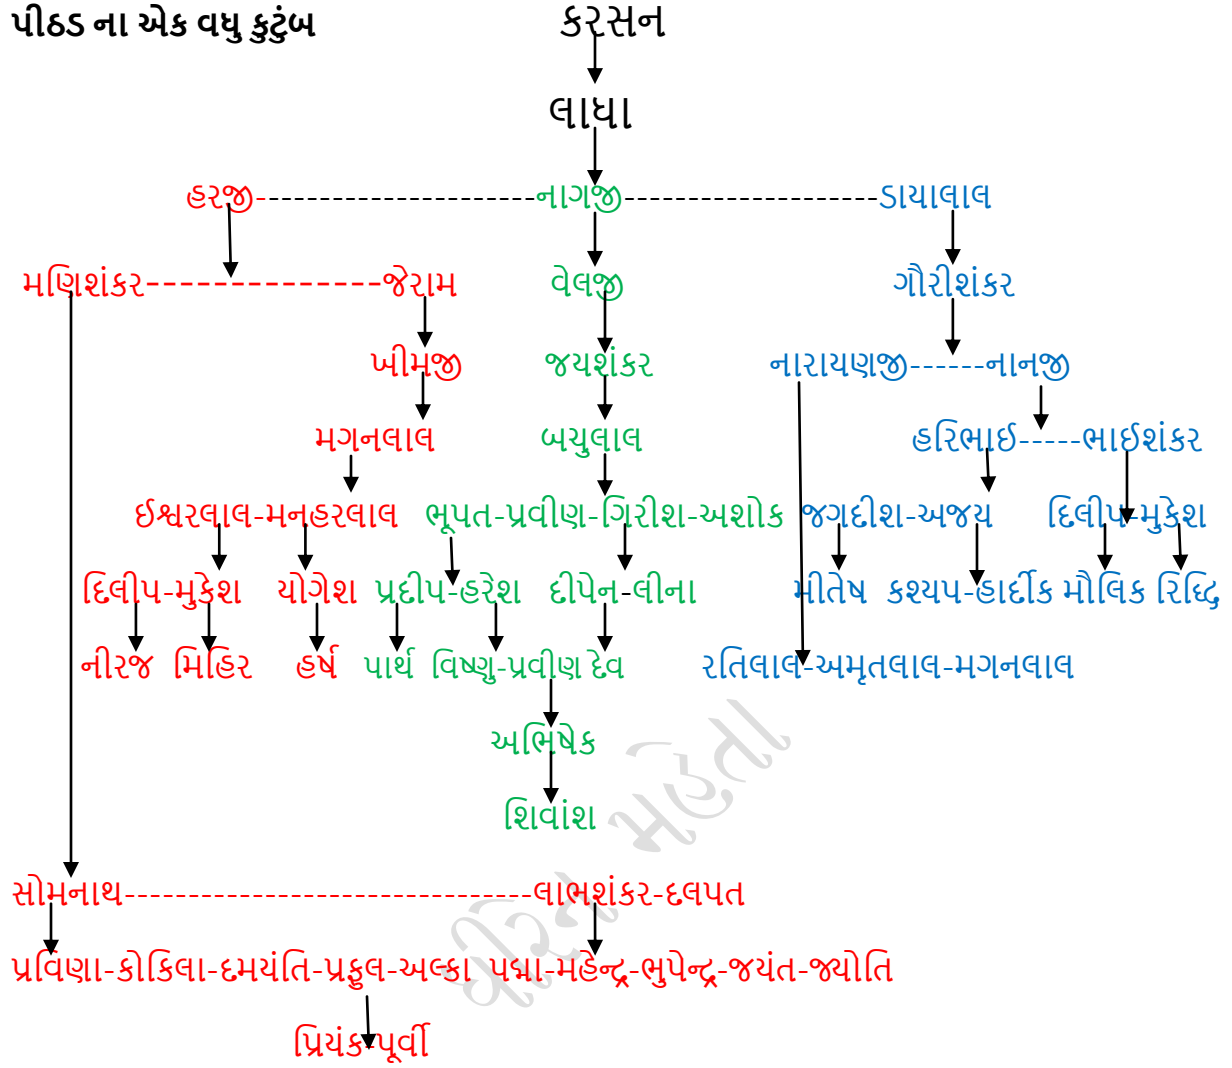 પીઠડ ના એક વધુ કુટુંબ
કરસન
લાધા
હરજી----------------------નાગજી--------------------ડાયાલાલ
મણિશંકર--------------જેરામ વેલજી ગૌરીશંકર
ખીમજી જયશંકર નારાયણજી------નાનજી
મગનલાલ બચુલાલ હરિભાઈ-----ભાઈશંકર
ઈશ્વરલાલ-મનહરલાલ ભૂપત-પ્રવીણ-ગિરીશ-અશોક જગદીશ-અજય દિલીપ-મુકેશ
દિલીપ-મુકેશ યોગેશ પ્રદીપ-હરેશ દીપેન-લીના મીતેષ કશ્યપ-હાર્દીક મૌલિક રિધ્ધિ
નીરજ મિહિર હર્ષ પાર્થ વિષ્ણુ-પ્રવીણ દેવ રતિલાલ-અમૃતલાલ-મગનલાલ
અભિષેક
શિવાંશ
સોમનાથ--------------------------------લાભશંકર-દલપત
પ્રવિણા-કોકિલા-દમયંતિ-પ્રફુલ-અલ્કા પદ્મા-મહેન્દ્ર-ભુપેન્દ્ર-જયંત-જ્યોતિ
પ્રિયંક-પૂર્વી